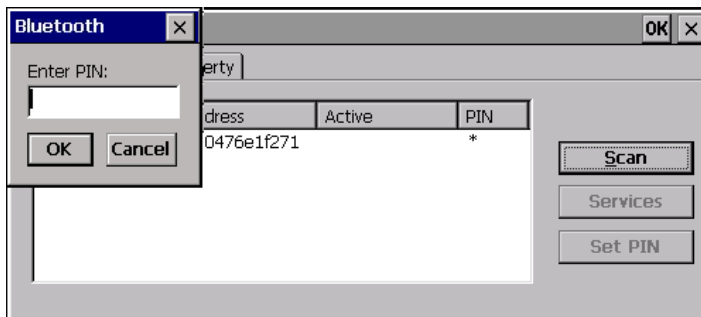 Bluetooth
OK
Enter PIN:
erty
OK Cancel
dress Active PIN
0476e1f271 *
Scan
Services
Set PIN